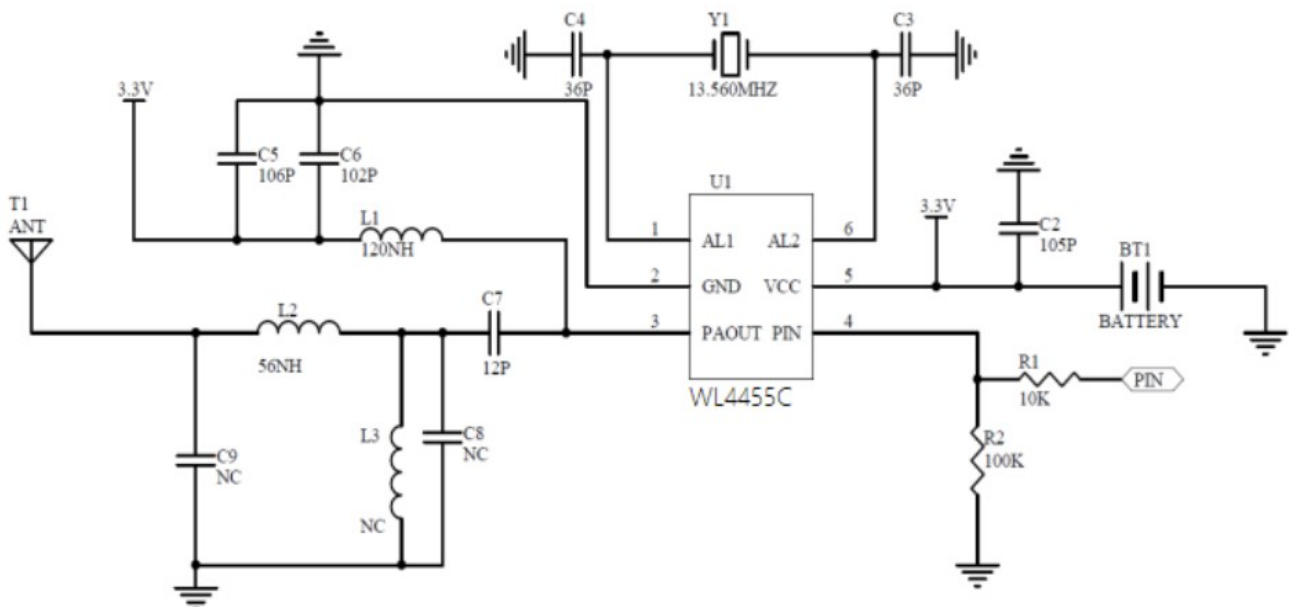 C4
Y1
C3
36P
13.560MHZ
36P
3.3V
C5
106P
C6
102P
U1
T1
ANT
L1
120NH
1
AL1
AL2
6
3.3V
C2
105P
BT1
BATTERY
2
GND
VCC
5
L2
56NH
C7
12P
3
PAOUT
PIN
4
WL4455C
R1
10K
PIN
R2
100K
C9
NC
L3
NC
C8
NC